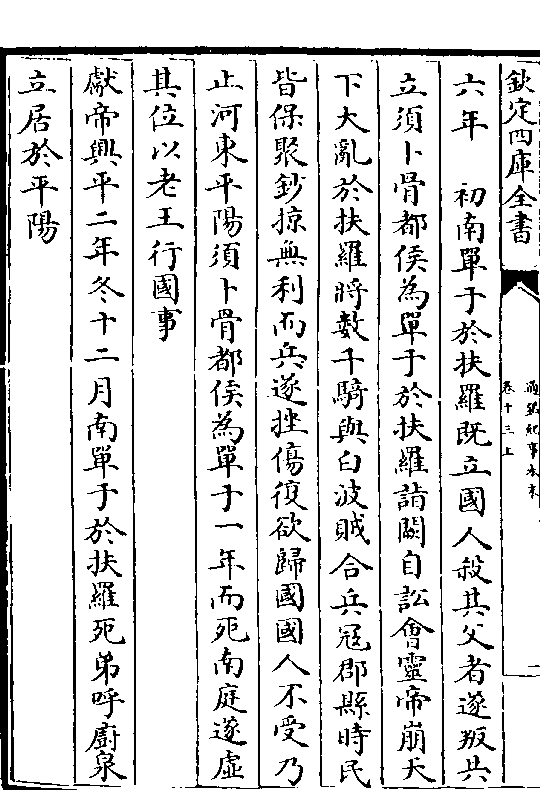 欽定四庫全書
通鑑紀事本末
卷十三上
二
六年　初南單于於扶羅既立國人殺其父者遂叛共
立須卜骨都侯為單于於扶羅詣闕自訟會靈帝崩天
下大亂於扶羅將數千騎與白波賊合兵宼郡縣時民
皆保聚鈔掠無利而兵遂挫傷復欲歸國國人不受乃
止河東平陽須卜骨都侯為單于一年而死南庭遂虛
其位以老王行國事
獻帝興平二年冬十二月南單于於扶羅死弟呼廚泉
立居於平陽